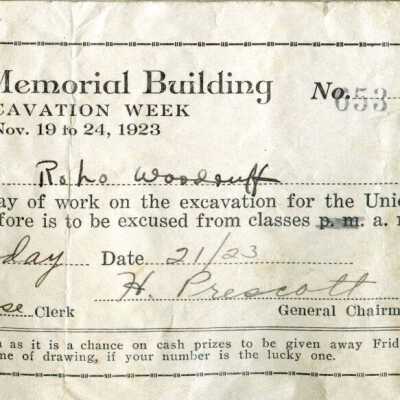 Memorial Building
No. 053
CAVATION WEEK
Nov. 19 to 24, 1923
Woodruff
ay of work on the excavation for the Unio
fore is to be excused from classes p. m. a. m
day Date 21/23
H. Prescott
se Clerk General Chairm
as it is a chance on cash prizes to be given away Frid
me of drawing, if your number is the lucky one.